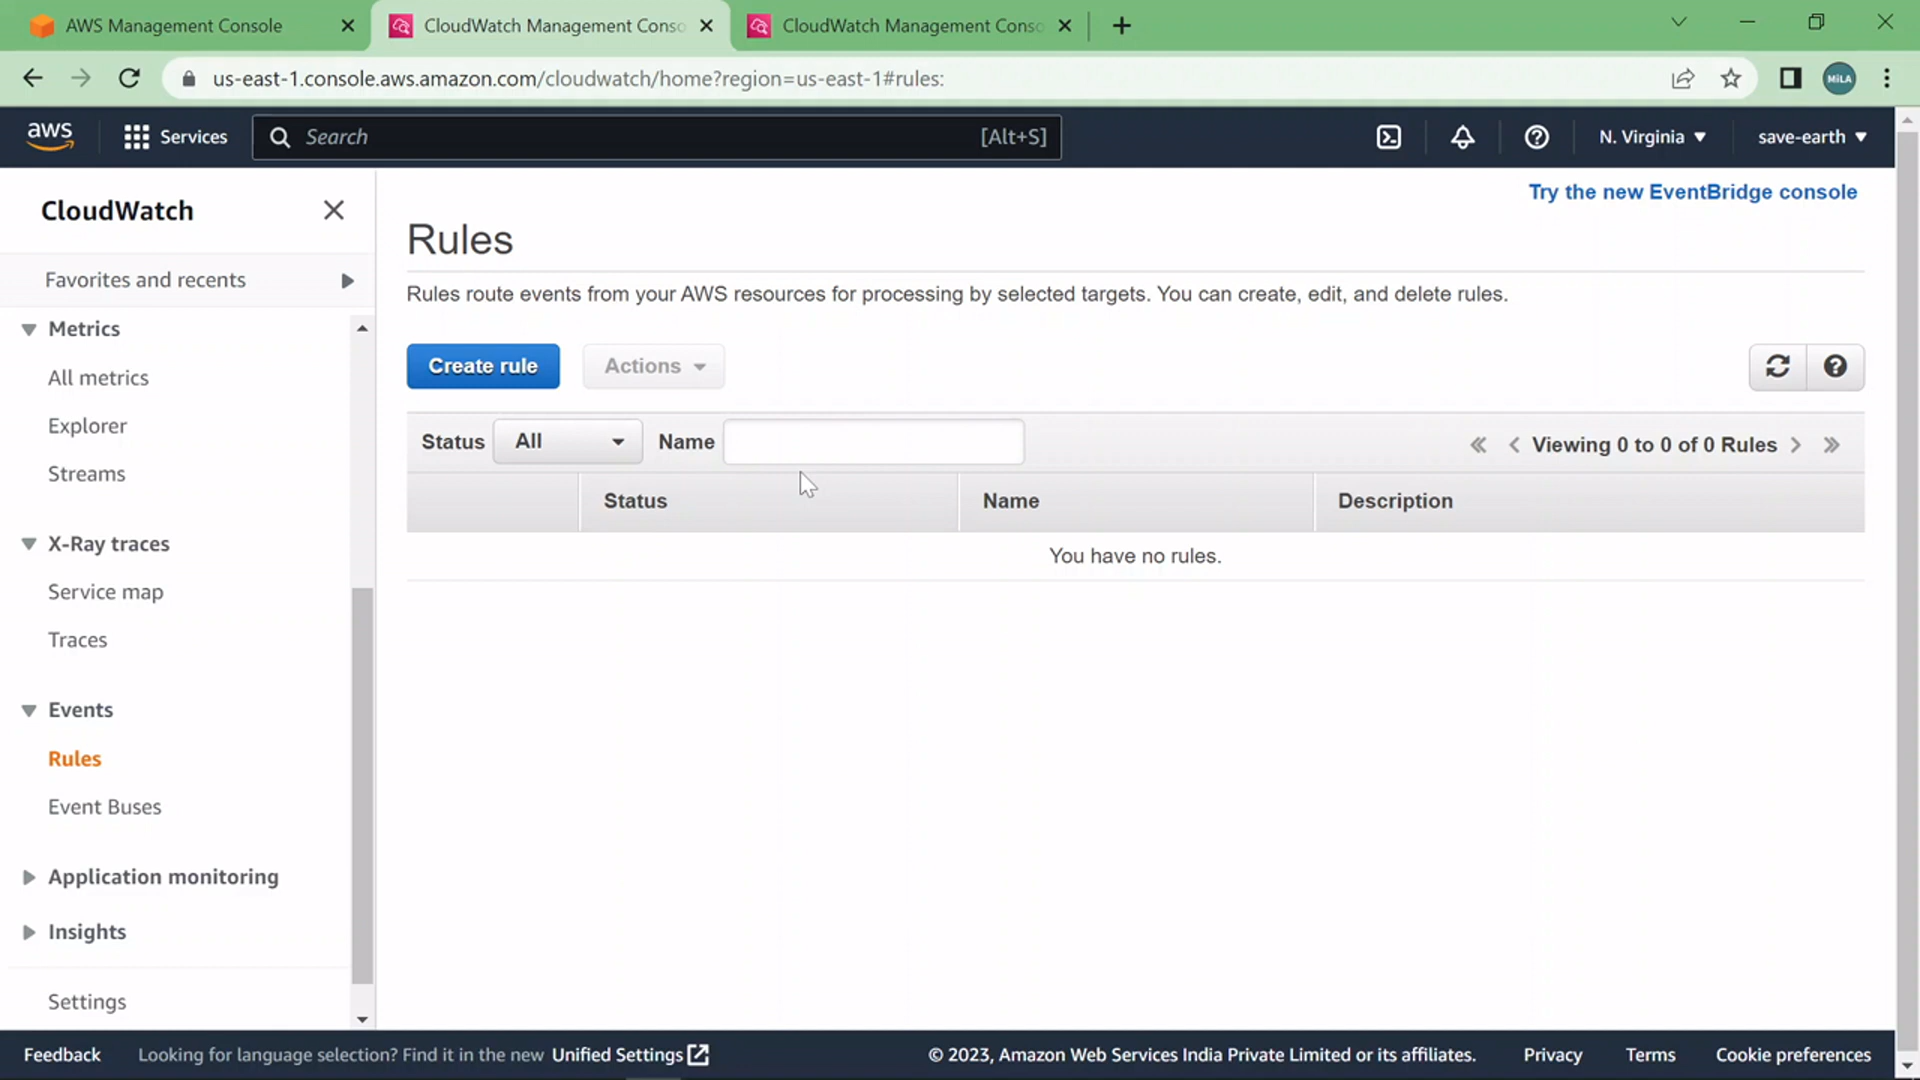 AWS Management Console
CloudWatch Management Conso
CloudWatch Management Conso
us-east-1.console.aws.amazon.com/cloudwatch/home?region=us-east-1#rules:
MiLA
aws
Services
Search
[Alt+S]
N. Virginia
save-earth
CloudWatch
Favorites and recents
Metrics
All metrics
Explorer
Streams
X-Ray traces
Service map
Traces
Events
Rules
Event Buses
Application monitoring
Insights
Settings
Try the new EventBridge console
Rules
Rules route events from your AWS resources for processing by selected targets. You can create, edit, and delete rules.
Create rule
Actions
Status
All
Name
Viewing 0 to 0 of 0 Rules
Status
Name
Description
You have no rules.
Feedback
Looking for language selection? Find it in the new Unified Settings
© 2023, Amazon Web Services India Private Limited or its affiliates.
Privacy
Terms
Cookie preferences